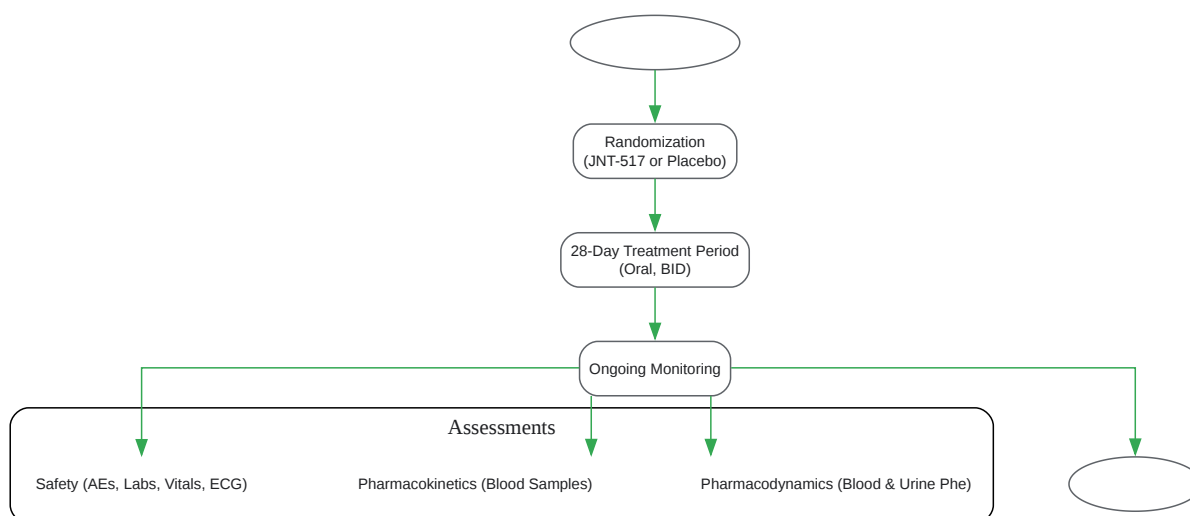 Randomization
(JNT-517 or Placebo)
28-Day Treatment Period
(Oral, BID)
Ongoing Monitoring
Assessments
Safety (AEs, Labs, Vitals, ECG)
Pharmacokinetics (Blood Samples)
Pharmacodynamics (Blood & Urine Phe)